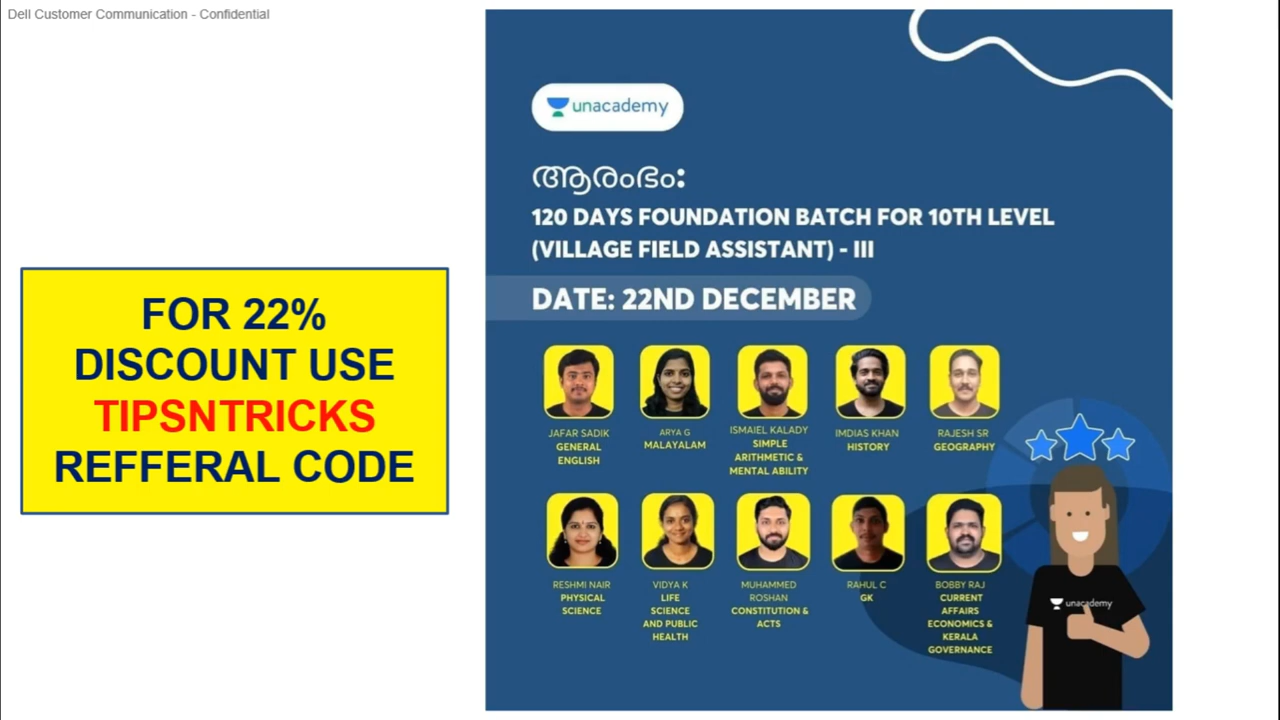 Dell Customer Communication - Confidential
unacademy
ആരംഭം:
120 DAYS FOUNDATION BATCH FOR 10TH LEVEL
(VILLAGE FIELD ASSISTANT) - III
DATE: 22ND DECEMBER
FOR 22%
DISCOUNT USE
TIPSNTRICKS
REFFERAL CODE
JAFAR SADIK
GENERAL
ENGLISH
ARYA G
MALAYALAM
ISMAIEL KALADY
SIMPLE
ARITHMETIC &
MENTAL ABILITY
IMDIAS KHAN
HISTORY
RAJESH SR
GEOGRAPHY
RESHMI NAIR
PHYSICAL
SCIENCE
VIDYA K
LIFE
SCIENCE
AND PUBLIC
HEALTH
MUHAMMED
ROSHAN
CONSTITUTION &
ACTS
RAHUL C
GK
BOBBY RAJ
CURRENT
AFFAIRS
ECONOMICS &
KERALA
GOVERNANCE
unacademy